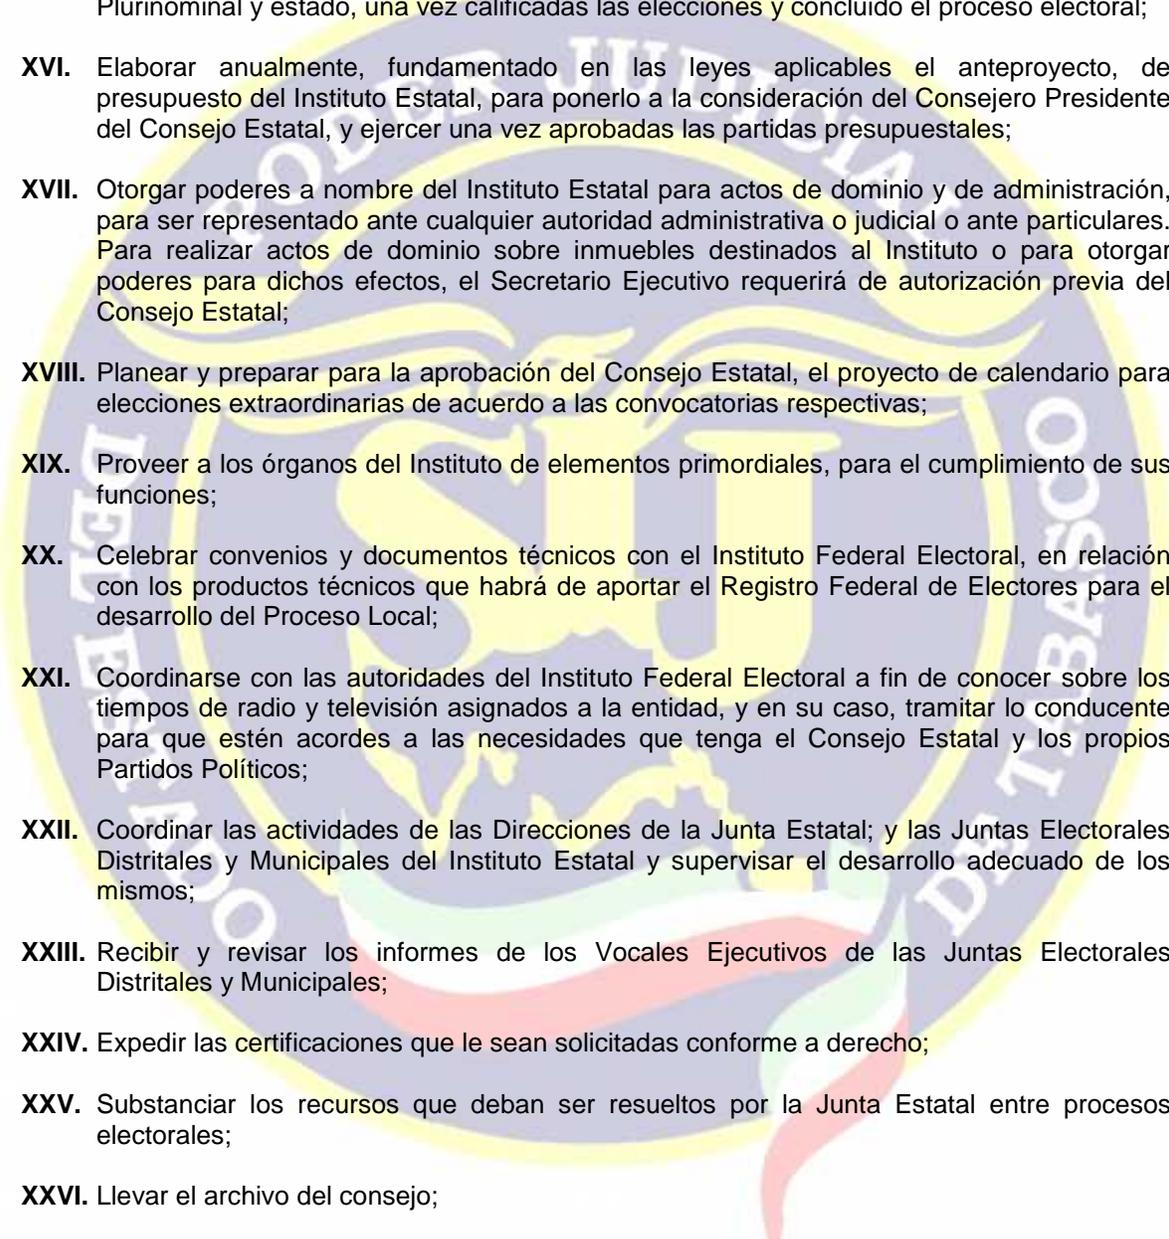 Plurinominal y estado, una vez calificadas las elecciones y concluido el proceso electoral;
XVI. Elaborar anualmente, fundamentado en las leyes aplicables el anteproyecto, de
presupuesto del Instituto Estatal, para ponerlo a la consideración del Consejero Presidente
del Consejo Estatal, y ejercer una vez aprobadas las partidas presupuestales;
XVII. Otorgar poderes a nombre del Instituto Estatal para actos de dominio y de administración,
para ser representado ante cualquier autoridad administrativa o judicial o ante particulares.
Para realizar actos de dominio sobre inmuebles destinados al Instituto o para otorgar
poderes para dichos efectos, el Secretario Ejecutivo requerirá de autorización previa del
Consejo Estatal;
XVIII. Planear y preparar para la aprobación del Consejo Estatal, el proyecto de calendario para
elecciones extraordinarias de acuerdo a las convocatorias respectivas;
XIX. Proveer a los órganos del Instituto de elementos primordiales, para el cumplimiento de sus
funciones;
XX. Celebrar convenios y documentos técnicos con el Instituto Federal Electoral, en relación
con los productos técnicos que habrá de aportar el Registro Federal de Electores para el
desarrollo del Proceso Local;
XXI. Coordinarse con las autoridades del Instituto Federal Electoral a fin de conocer sobre los
tiempos de radio y televisión asignados a la entidad, y en su caso, tramitar lo conducente
para que estén acordes a las necesidades que tenga el Consejo Estatal y los propios
Partidos Políticos;
XXII. Coordinar las actividades de las Direcciones de la Junta Estatal; y las Juntas Electorales
Distritales y Municipales del Instituto Estatal y supervisar el desarrollo adecuado de los
mismos;
XXIII. Recibir y revisar los informes de los Vocales Ejecutivos de las Juntas Electorales
Distritales y Municipales;
XXIV. Expedir las certificaciones que le sean solicitadas conforme a derecho;
XXV. Substanciar los recursos que deban ser resueltos por la Junta Estatal entre procesos
electorales;
XXVI. Llevar el archivo del consejo;
PODER JUDICIAL
DEL ESTADO
DE TABASCO
STJ